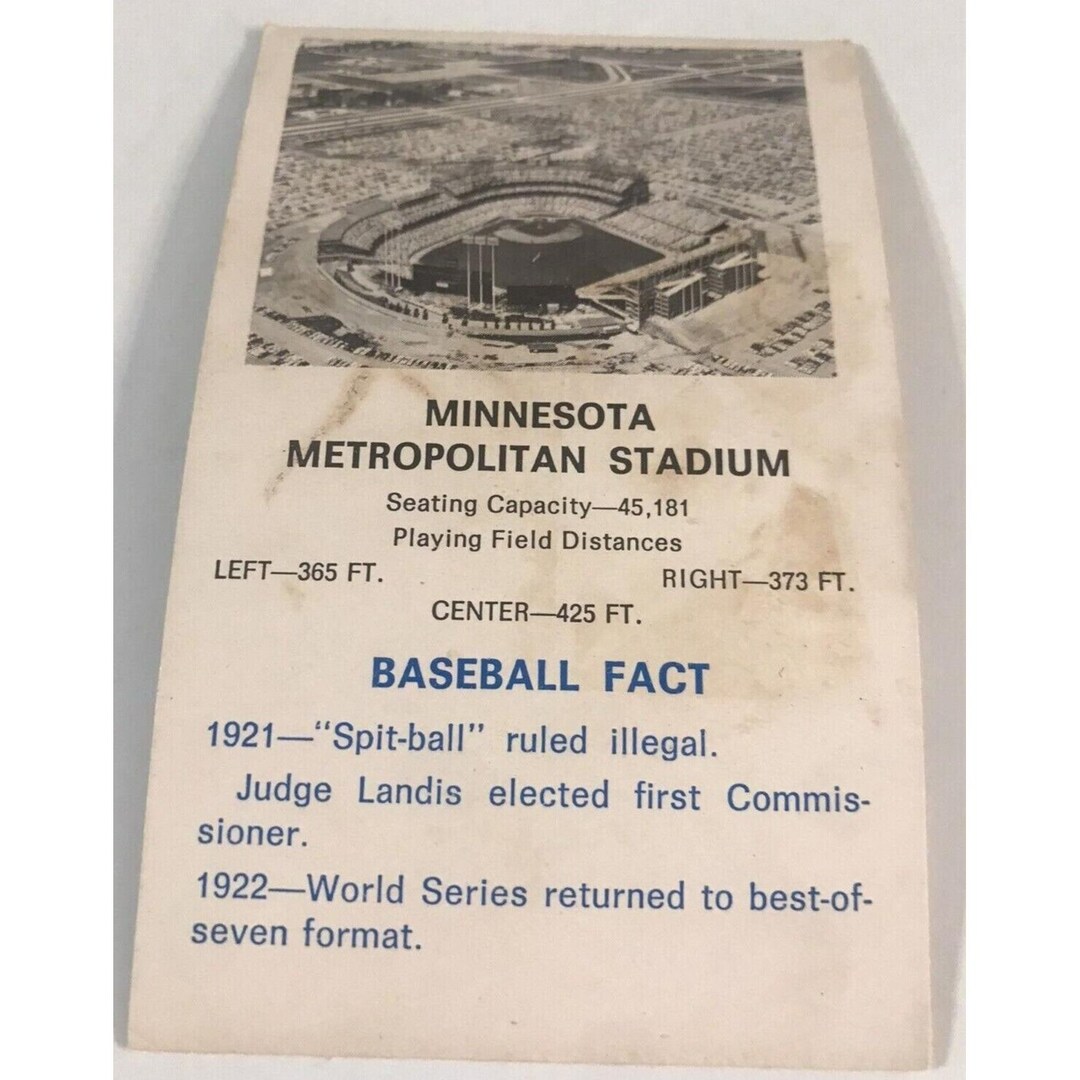 MINNESOTA
METROPOLITAN STADIUM
Seating Capacity—45,181
Playing Field Distances
LEFT—365 FT. RIGHT—373 FT.
CENTER—425 FT.
BASEBALL FACT
1921—“Spit-ball” ruled illegal.
Judge Landis elected first Commis-
sioner.
1922—World Series returned to best-of-
seven format.